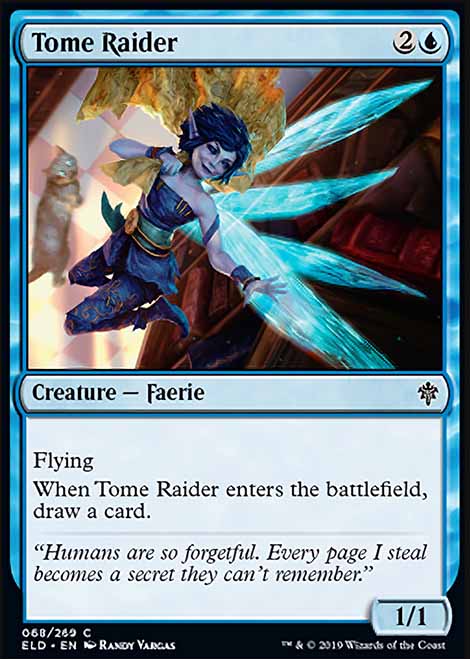 Tome Raider 2
Creature — Faerie
Flying
When Tome Raider enters the battlefield,
draw a card.
“Humans are so forgetful. Every page I steal
becomes a secret they can’t remember.”
1/1
068/269 C
ELD • EN RANDY VARGAS
™ & © 2019 Wizards of the Coast